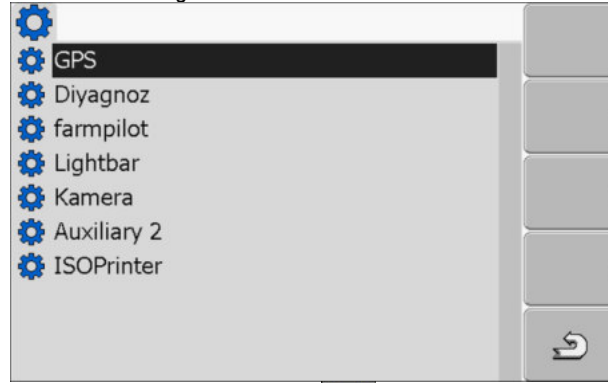 GPS
Diyagnoz
farmpilot
Lightbar
Kamera
Auxiliary 2
ISOPrinter